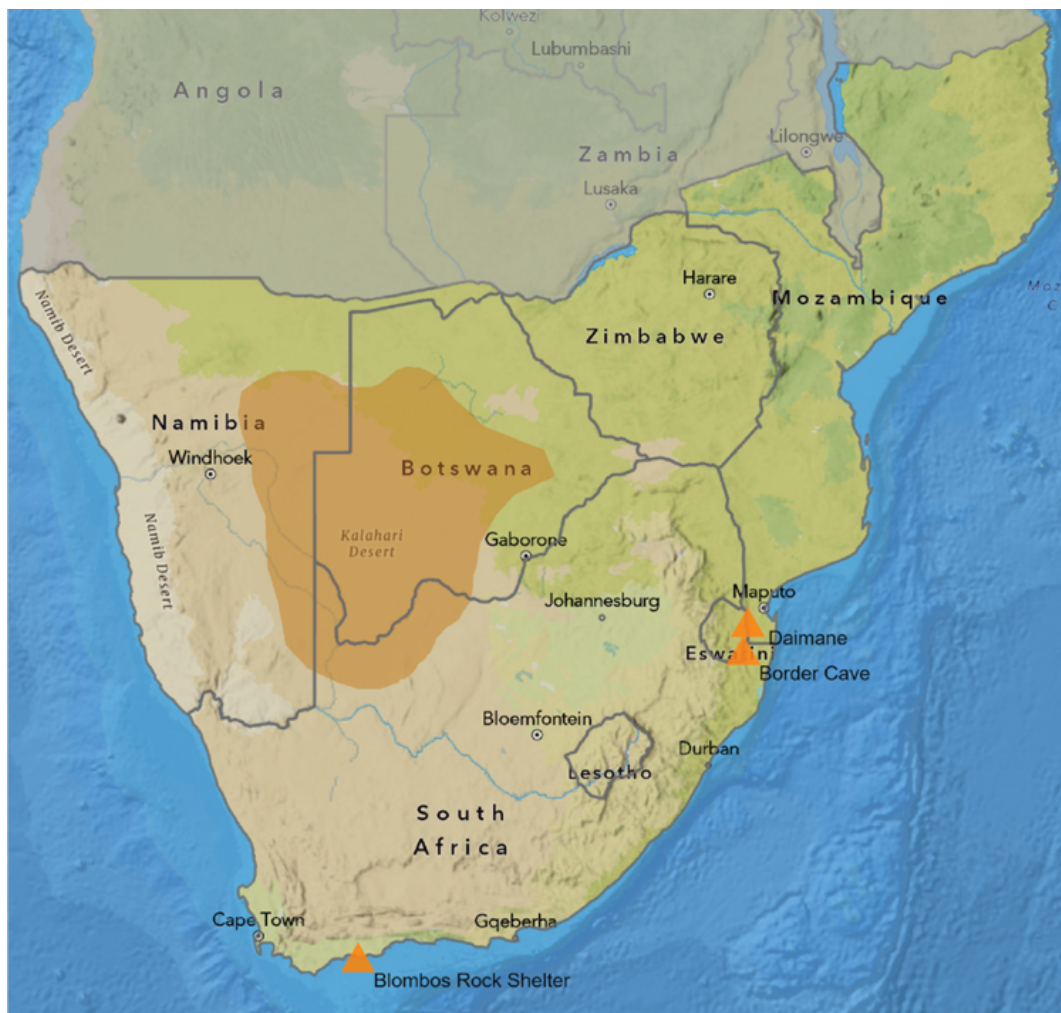 Kolwezi
Lubumbashi
Angola
Lilongwe
Zambia
Lusaka
Harare
Namib Desert
Mozambique
Zimbabwe
Namibia
Windhoek
Botswana
Kalahari
Desert
Gaborone
Namib Desert
Johannesburg
Maputo
Daimane
Eswatini
Border Cave
Bloemfontein
Durban
Lesotho
South
Africa
Cape Town
Gqeberha
Blombos Rock Shelter